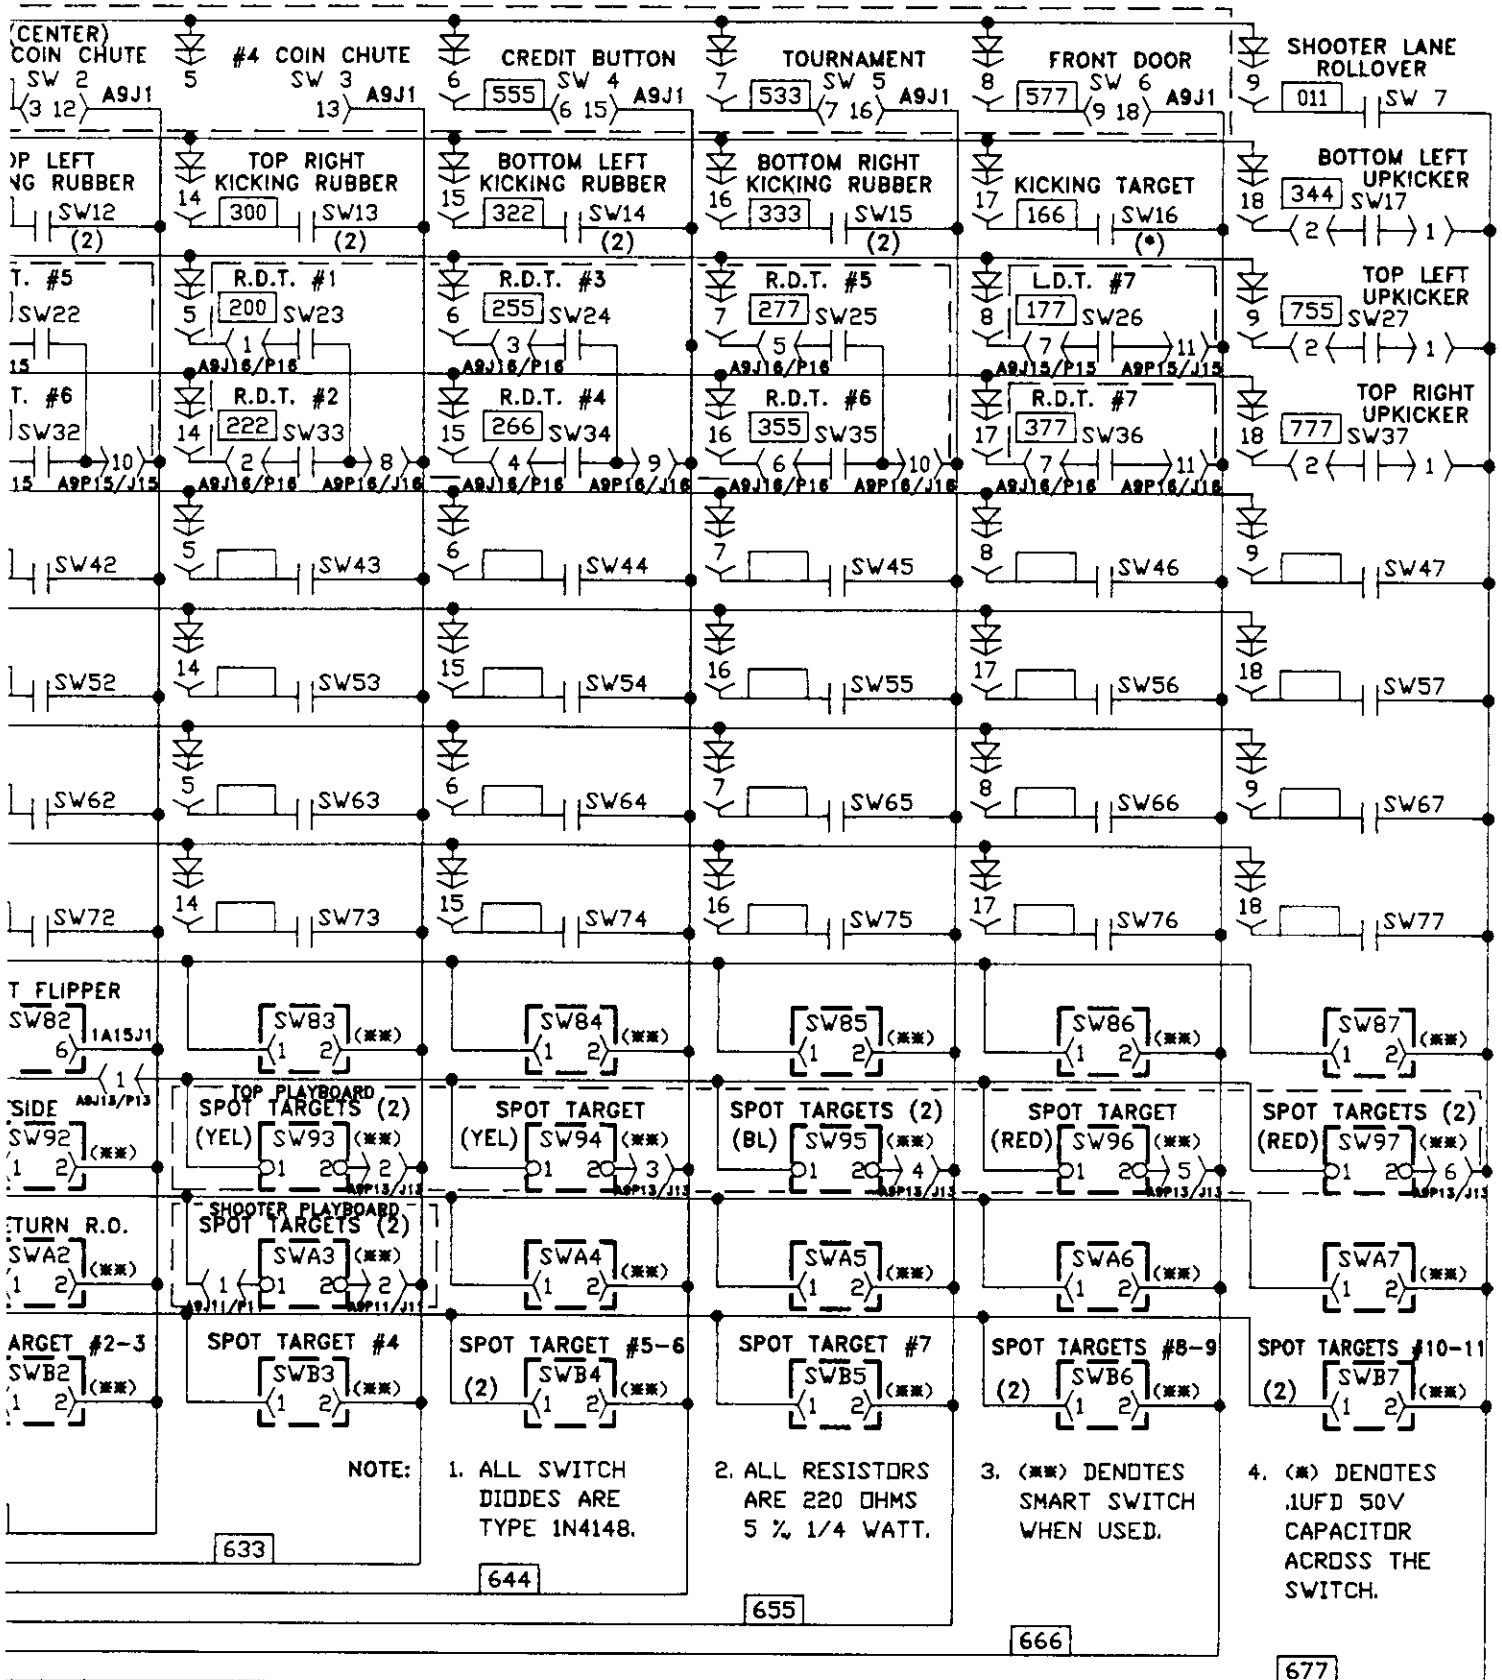 (CENTER)
COIN CHUTE
SW 2
3 12 A9J1
5
#4 COIN CHUTE
SW 3
13 A9J1
6
CREDIT BUTTON
SW 4
555
6 15 A9J1
7
TOURNAMENT
SW 5
533
7 16 A9J1
8
FRONT DOOR
SW 6
577
9 18 A9J1
9
SHOOTER LANE
ROLLOVER
011
SW 7
OP LEFT
NG RUBBER
SW12
(2)
14
TOP RIGHT
KICKING RUBBER
300
SW13
(2)
15
BOTTOM LEFT
KICKING RUBBER
322
SW14
(2)
16
BOTTOM RIGHT
KICKING RUBBER
333
SW15
(2)
17
KICKING TARGET
166
SW16
(*)
18
BOTTOM LEFT
UPKICKER
344 SW17
2 1
T. #5
SW22
15
5
R.D.T. #1
200 SW23
1
A9J16/P16
6
R.D.T. #3
255 SW24
3
A9J16/P16
7
R.D.T. #5
277 SW25
5
A9J16/P16
8
L.D.T. #7
177 SW26
7 11
A9J15/P15 A9P15/J15
9
TOP LEFT
UPKICKER
755 SW27
2 1
T. #6
SW32
10
15 A9P15/J15
14
R.D.T. #2
222 SW33
2 8
A9J16/P16 A9P16/J16
15
R.D.T. #4
266 SW34
4 9
A9J16/P16 A9P16/J16
16
R.D.T. #6
355 SW35
6 10
A9J16/P16 A9P16/J16
17
R.D.T. #7
377 SW36
7 11
A9J16/P16 A9P16/J16
18
TOP RIGHT
UPKICKER
777 SW37
2 1
SW42 5 SW43 6 SW44 7 SW45 8 SW46 9 SW47
SW52 14 SW53 15 SW54 16 SW55 17 SW56 18 SW57
SW62 5 SW63 6 SW64 7 SW65 8 SW66 9 SW67
SW72 14 SW73 15 SW74 16 SW75 17 SW76 18 SW77
T FLIPPER
SW82
6 1A15J1
SW83
1 2 (**)
SW84
1 2 (**)
SW85
1 2 (**)
SW86
1 2 (**)
SW87
1 2 (**)
1
A9J13/P13
SIDE
SW92
1 2 (**)
TOP PLAYBOARD
SPOT TARGETS (2)
(YEL) SW93 (**)
1 2 2
A9P13/J13
SPOT TARGET
(YEL) SW94 (**)
1 2 3
A9P13/J13
SPOT TARGETS (2)
(BL) SW95 (**)
1 2 4
A9P13/J13
SPOT TARGET
(RED) SW96 (**)
1 2 5
A9P13/J13
SPOT TARGETS (2)
(RED) SW97 (**)
1 2 6
A9P13/J13
ETURN R.O.
SWA2
1 2 (**)
SHOOTER PLAYBOARD
SPOT TARGETS (2)
SWA3 (**)
1 1 2 2
A9J11/P11 A9P11/J11
SWA4
1 2 (**)
SWA5
1 2 (**)
SWA6
1 2 (**)
SWA7
1 2 (**)
ARGET #2-3
SWB2
1 2 (**)
SPOT TARGET #4
SWB3
1 2 (**)
SPOT TARGET #5-6
(2) SWB4
1 2 (**)
SPOT TARGET #7
SWB5
1 2 (**)
SPOT TARGETS #8-9
(2) SWB6
1 2 (**)
SPOT TARGETS #10-11
(2) SWB7
1 2 (**)
NOTE:
1. ALL SWITCH
DIODES ARE
TYPE 1N4148.
2. ALL RESISTORS
ARE 220 OHMS
5 % 1/4 WATT.
3. (**) DENOTES
SMART SWITCH
WHEN USED.
4. (*) DENOTES
.1UFD 50V
CAPACITOR
ACROSS THE
SWITCH.
633
644
655
666
677